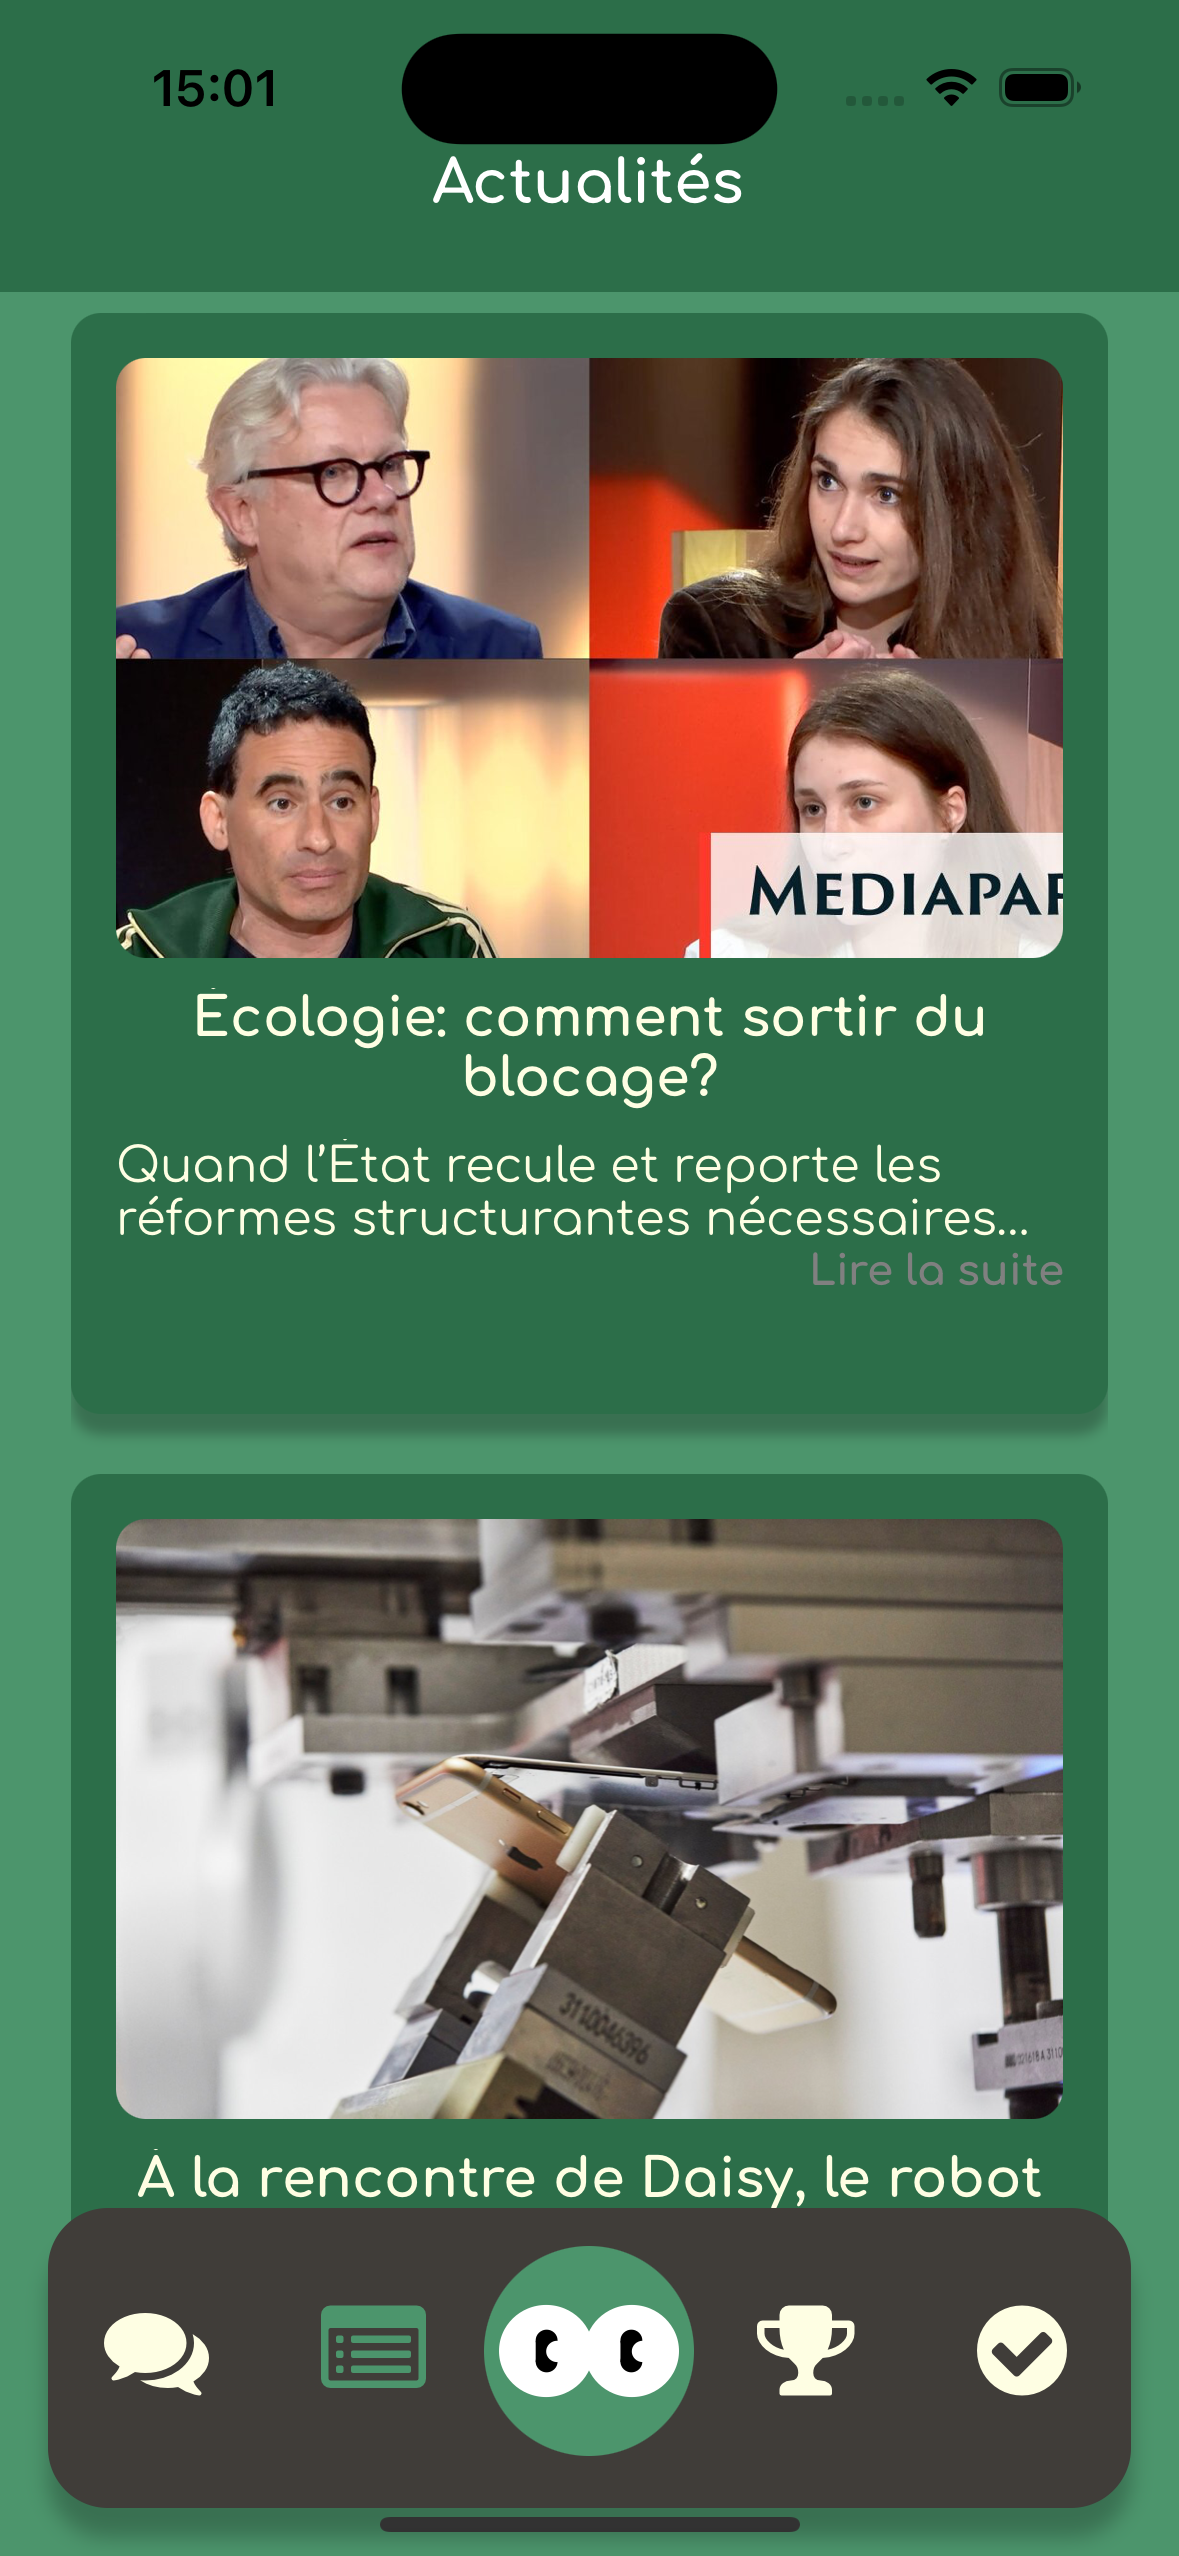 15:01
Actualités
MEDIAPAR
Écologie: comment sortir du
blocage?
Quand l’État recule et reporte les
réformes structurantes nécessaires...
Lire la suite
3110046396
À la rencontre de Daisy, le robot